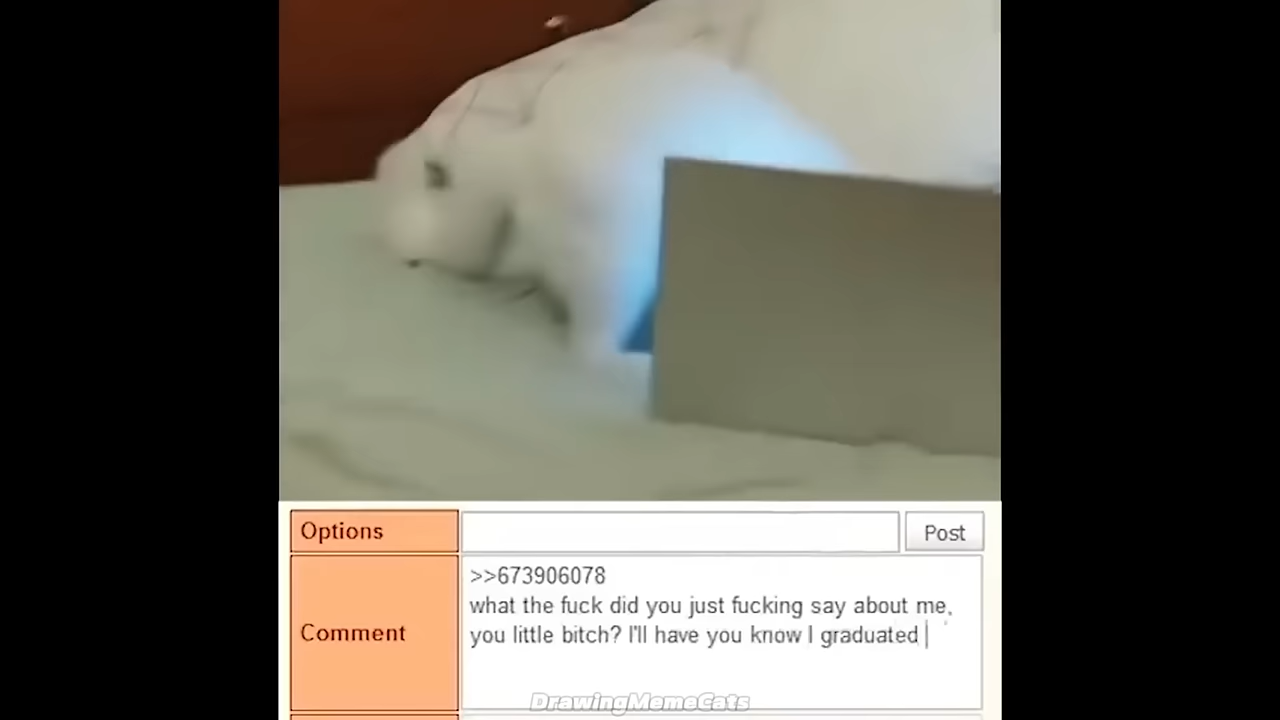 Options
Post
Comment
>>673906078
what the fuck did you just fucking say about me,
you little bitch? I'll have you know I graduated
DrawingMemeCats